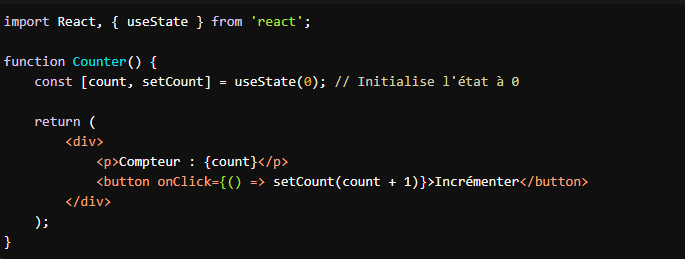 import React, { useState } from 'react';
function Counter() {
const [count, setCount] = useState(0); // Initialise l'état à 0
return (
<div>
<p>Compteur : {count}</p>
<button onClick={() => setCount(count + 1)}>Incrémenter</button>
</div>
);
}